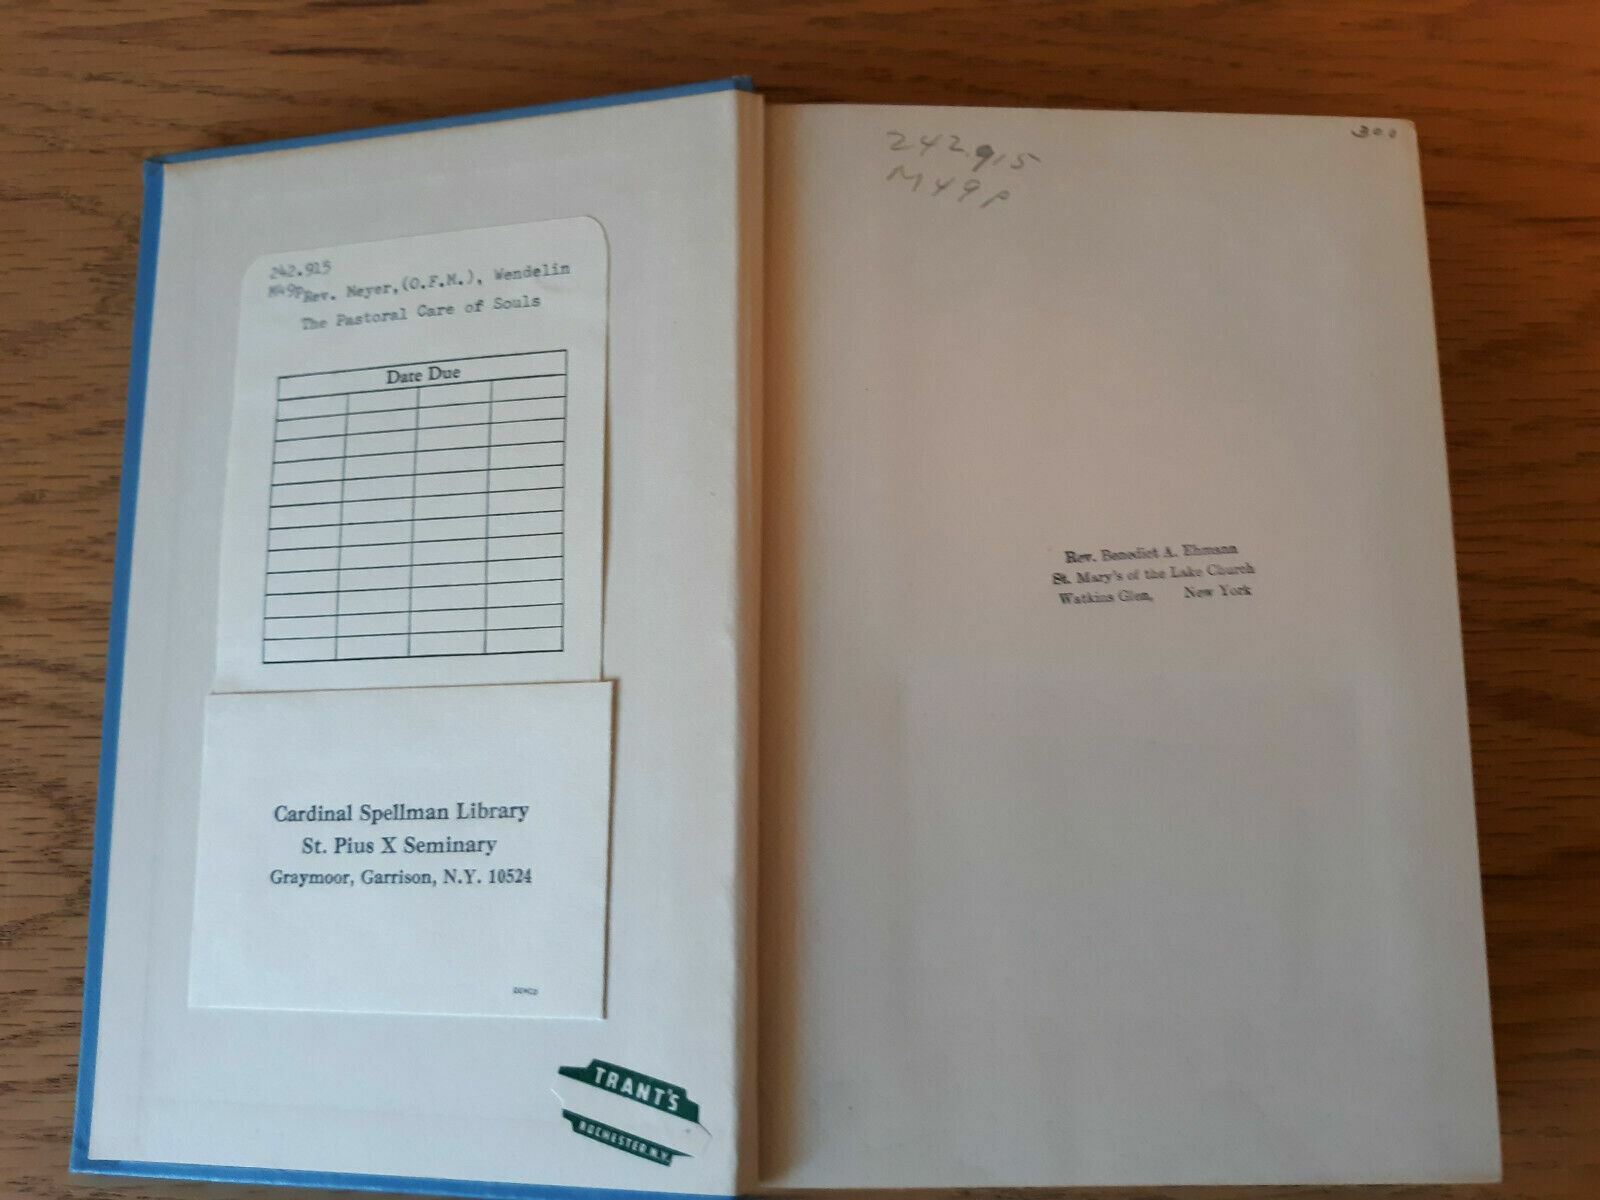 242.915
M49P Rev. Meyer,(O.F.M.), Wendelin
The Pastoral Care of Souls
Date Due
Cardinal Spellman Library
St. Pius X Seminary
Graymoor, Garrison, N.Y. 10524
DEMCO
TRANT'S
ROCHESTER, N.Y.
242.915
M49p
300
Rev. Benedict A. Ehmann
St. Mary's of the Lake Church
Watkins Glen, New York